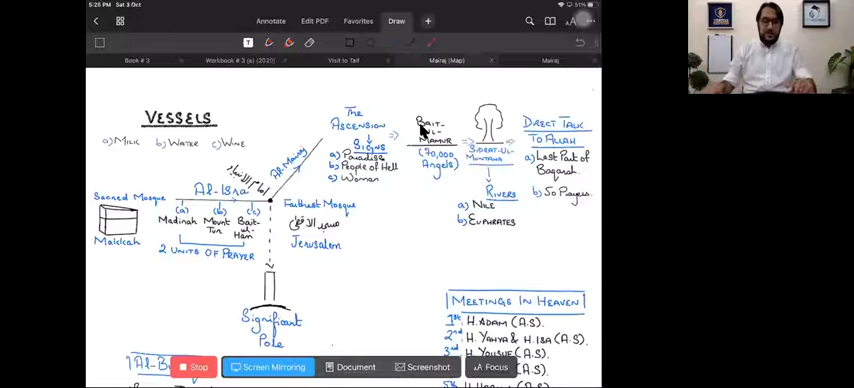 5:25 PM Sat 3 Oct
51%
Annotate
Edit PDF
Favorites
Draw
Book # 3
Workbook # 3 (e) (2020)
Visit to Taif
Mairaj (Map)
Mairaj
VESSELS
a) MILK b) WATER c) WINE
Sacred Mosque
Makkah
Al-Isra
(a) (b) (c)
Madinah
Mount Tur
Bait-
ul-
Ham
2 UNITS OF PRAYER
Al-Mairaj
Farthest Mosque
Jerusalem
Significant
Pole
The
ASCENSION
SIGNS
a) Paradise
b) People of Hell
c) Woman
BAIT-
UL-
MAMUR
(70,000
Angels)
SIDRAT-UL-
MUNTAHA
RIVERS
a) NILE
b) EUPHRATES
DIRECT TALK
TO ALLAH
a) Last Part of
Baqarah.
b) 50 Prayers.
MEETINGS IN HEAVEN
1st H. ADAM (A.S).
2nd H. YAHYA & H. ISA (A.S).
3rd H. YOUSUF (A.S).
(A.S).
Stop
Screen Mirroring
Document
Screenshot
Focus